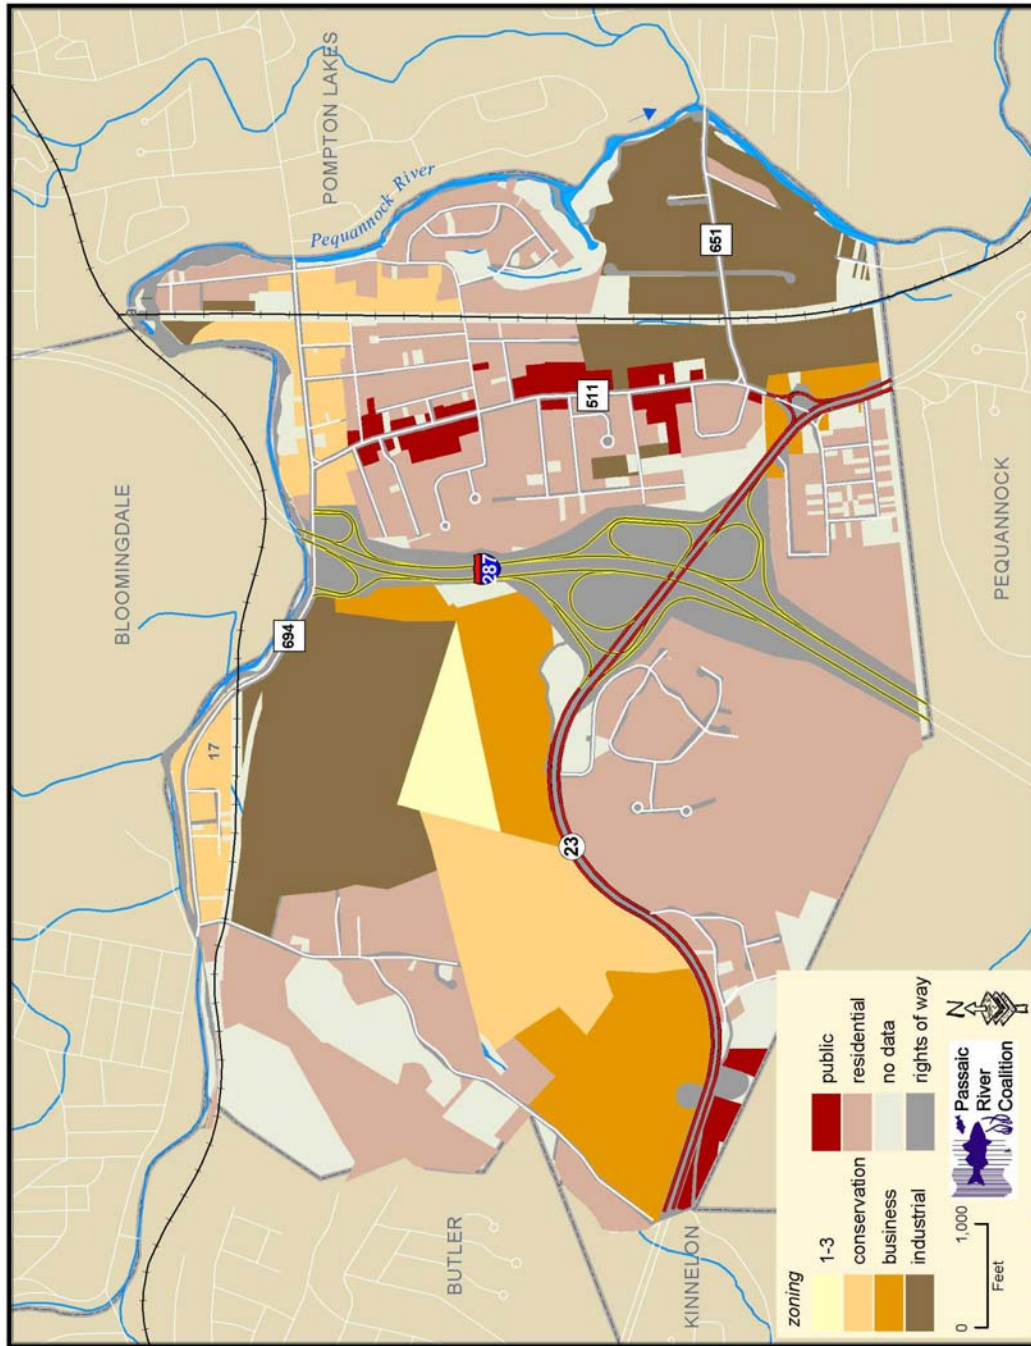 BLOOMINGDALE
POMPTON LAKES
Pequannock River
17
694
287
511
651
23
BUTLER
KINNELON
PEQUANNOCK
zoning
1-3
conservation
business
industrial
public
residential
no data
rights of way
0
1,000
Feet
Passaic
River
Coalition
N